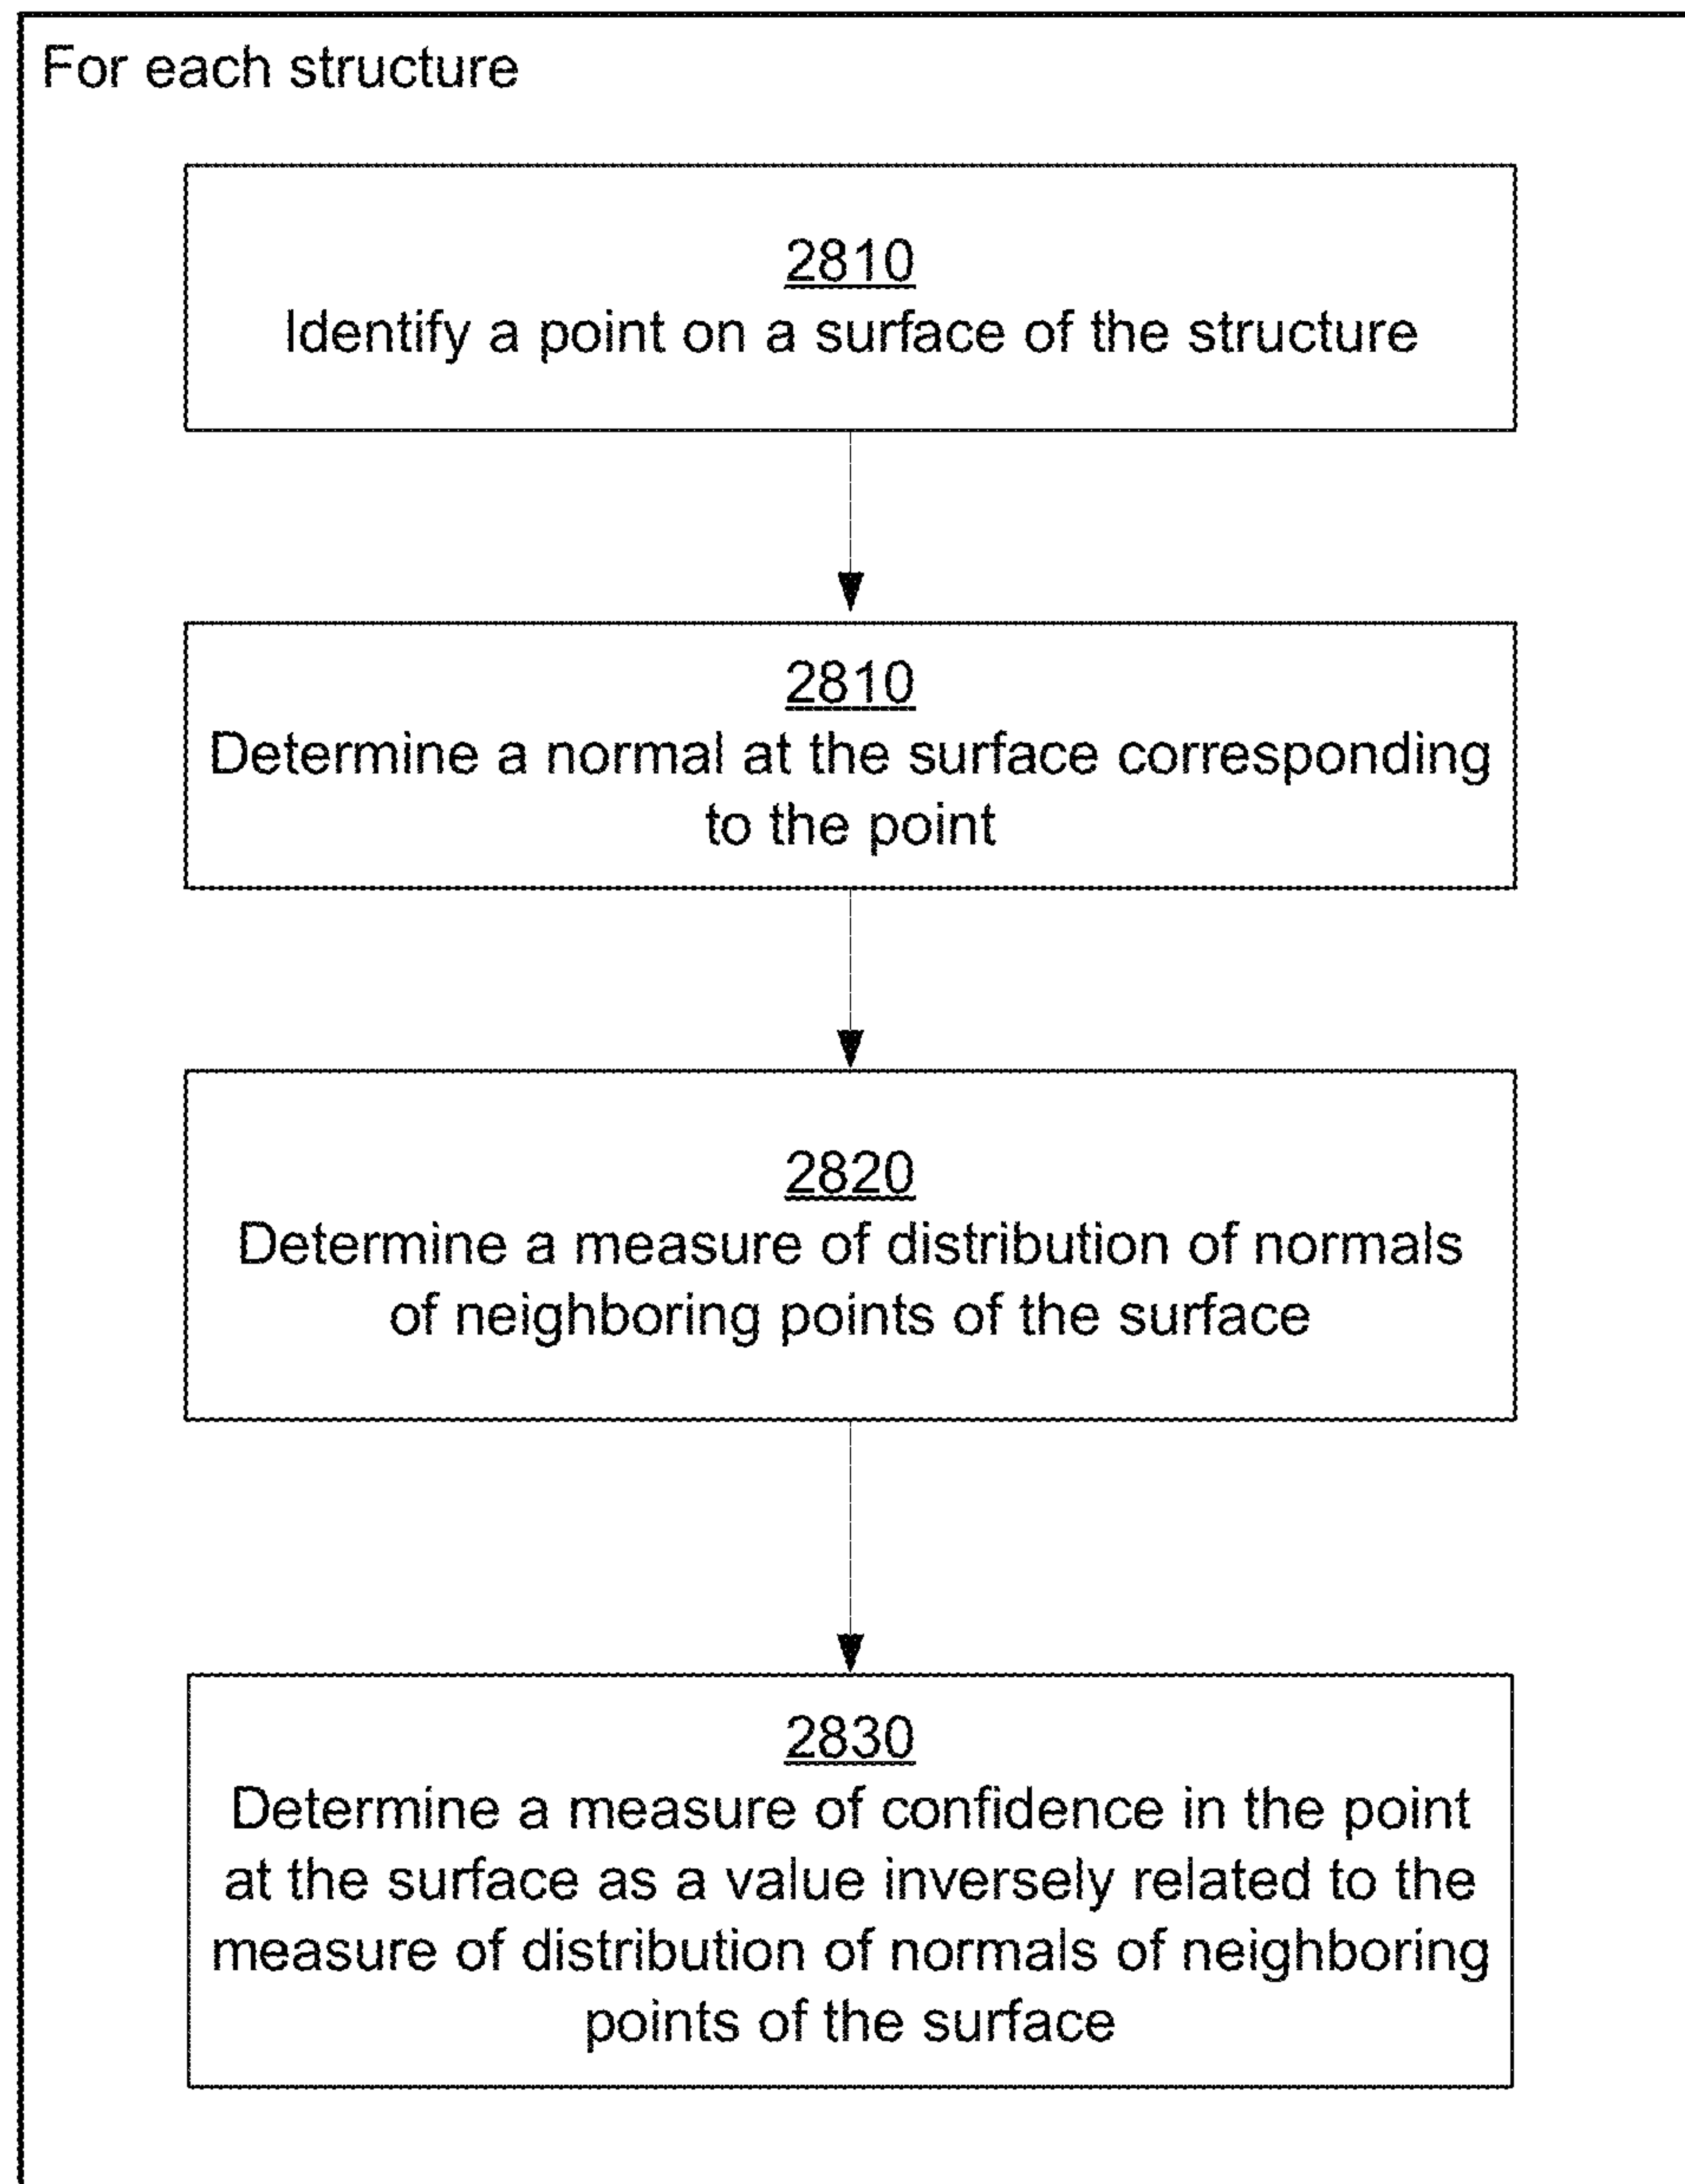 For each structure
2810
Identify a point on a surface of the structure
2810
Determine a normal at the surface corresponding
to the point
2820
Determine a measure of distribution of normals
of neighboring points of the surface
2830
Determine a measure of confidence in the point
at the surface as a value inversely related to the
measure of distribution of normals of neighboring
points of the surface